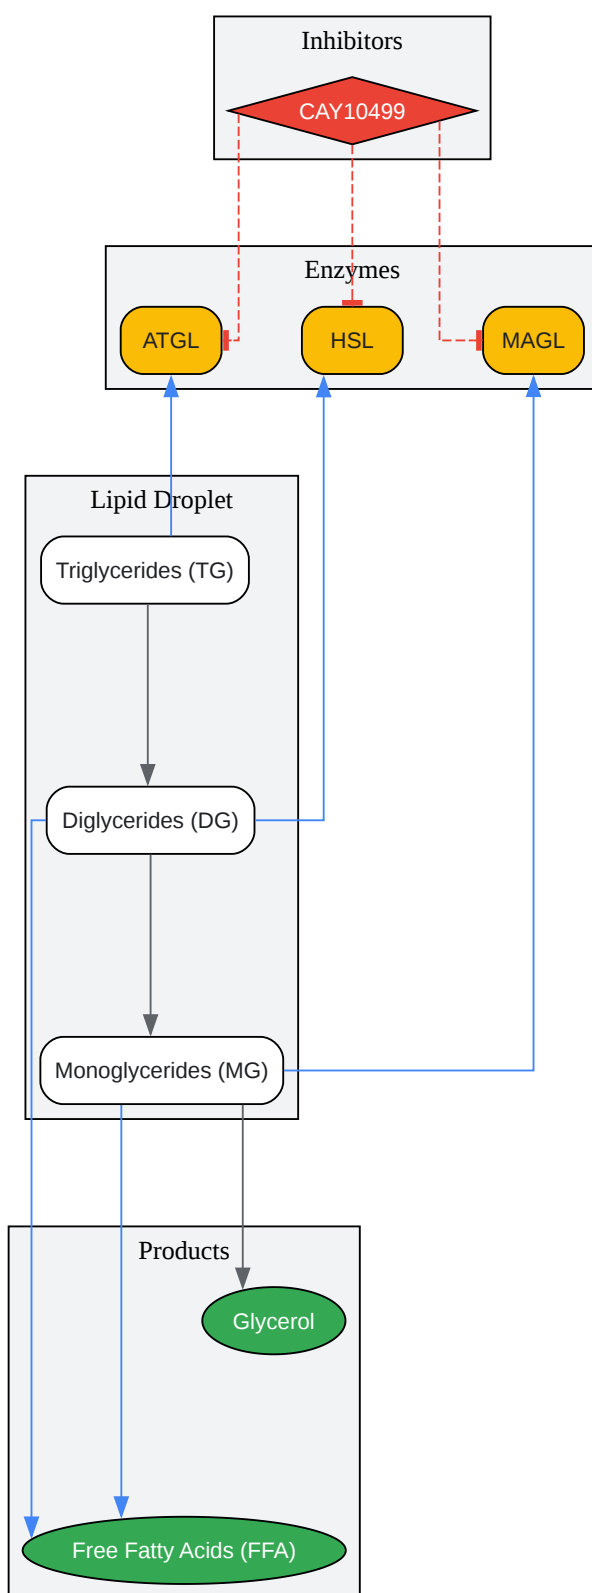 Inhibitors
CAY10499
Enzymes
ATGL
HSL
MAGL
Lipid Droplet
Triglycerides (TG)
Diglycerides (DG)
Monoglycerides (MG)
Products
Glycerol
Free Fatty Acids (FFA)